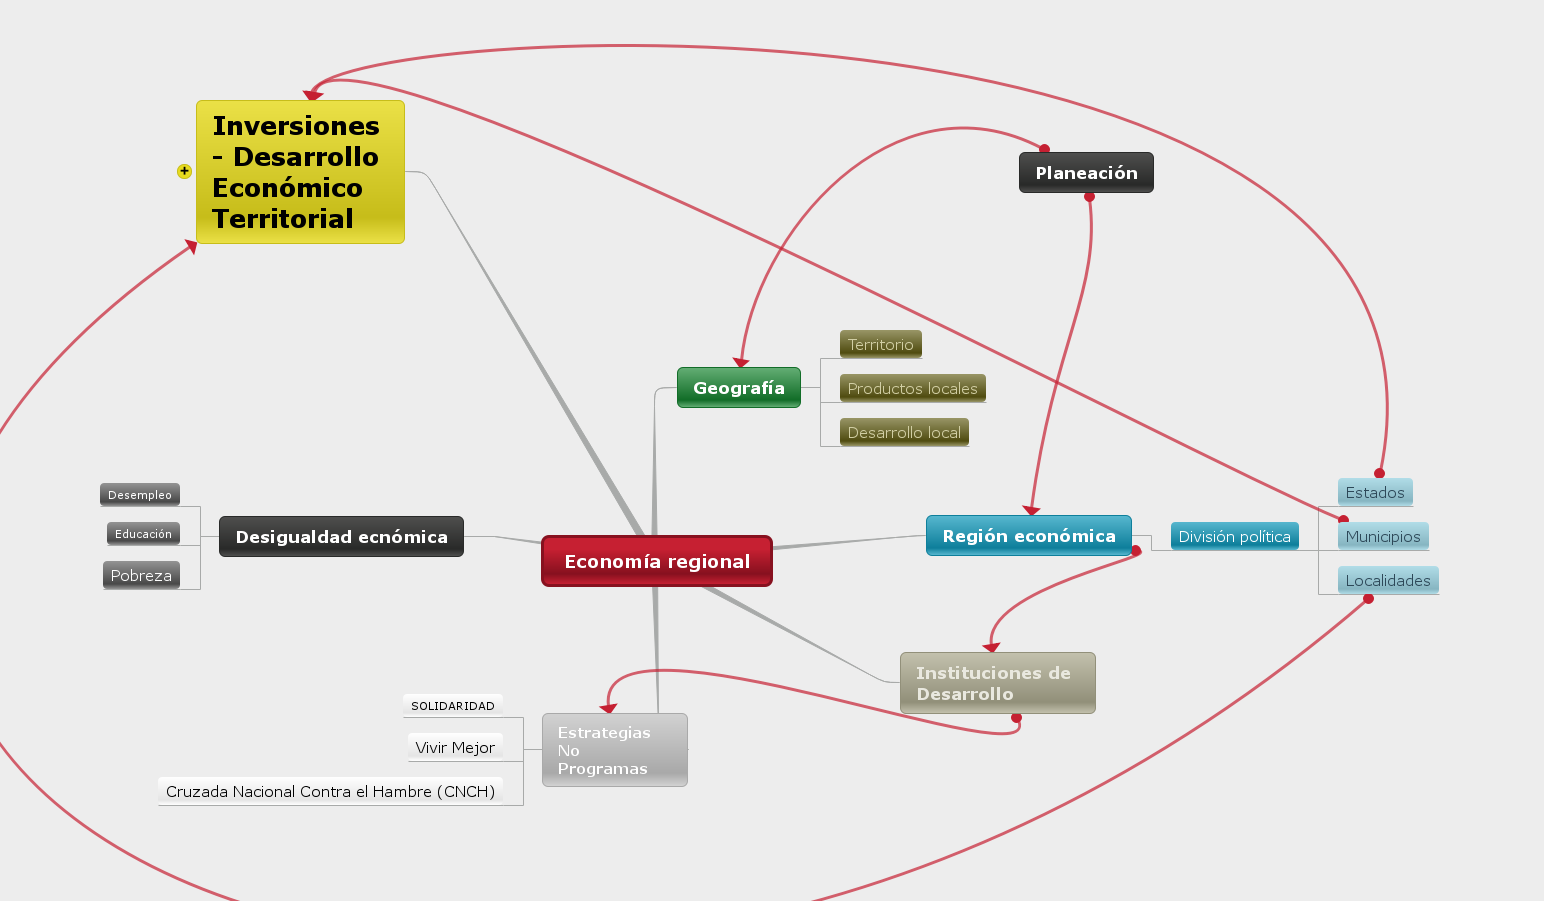 Inversiones
- Desarrollo
Económico
Territorial
Planeación
Territorio
Geografía
Productos locales
Desarrollo local
Desempleo
Educación
Pobreza
Desigualdad ecnómica
Economía regional
Región económica
División política
Estados
Municipios
Localidades
Instituciones de
Desarrollo
SOLIDARIDAD
Vivir Mejor
Cruzada Nacional Contra el Hambre (CNCH)
Estrategias
No
Programas